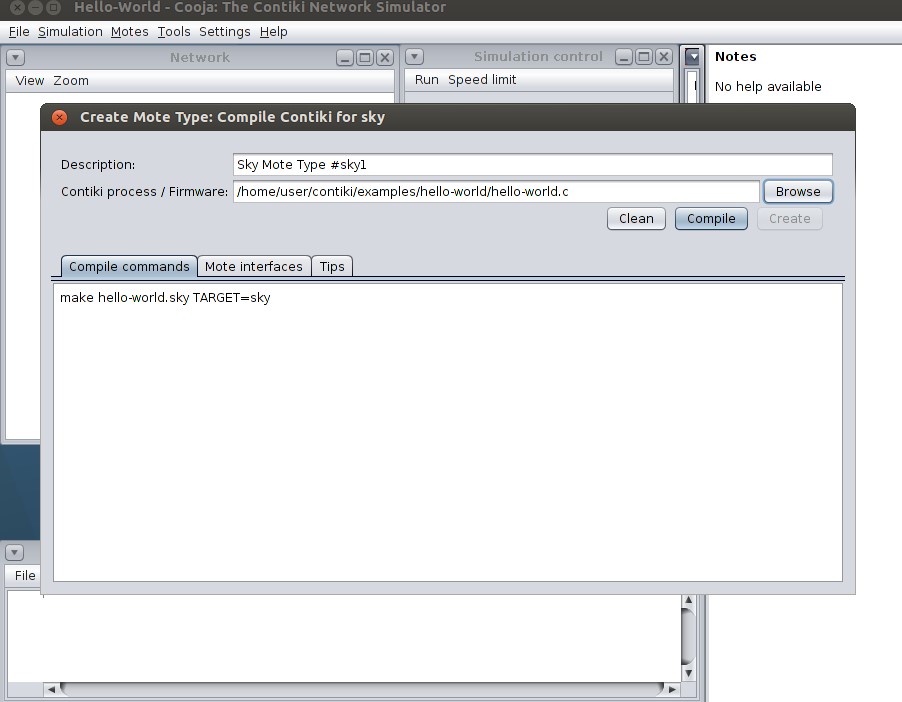 Hello-World - Cooja: The Contiki Network Simulator
File Simulation Motes Tools Settings Help
Network
Simulation control
Notes
View Zoom
Run Speed limit
No help available
Create Mote Type: Compile Contiki for sky
Description: Sky Mote Type #sky1
Contiki process / Firmware: /home/user/contiki/examples/hello-world/hello-world.c Browse
Clean Compile Create
Compile commands Mote interfaces Tips
make hello-world.sky TARGET=sky
File